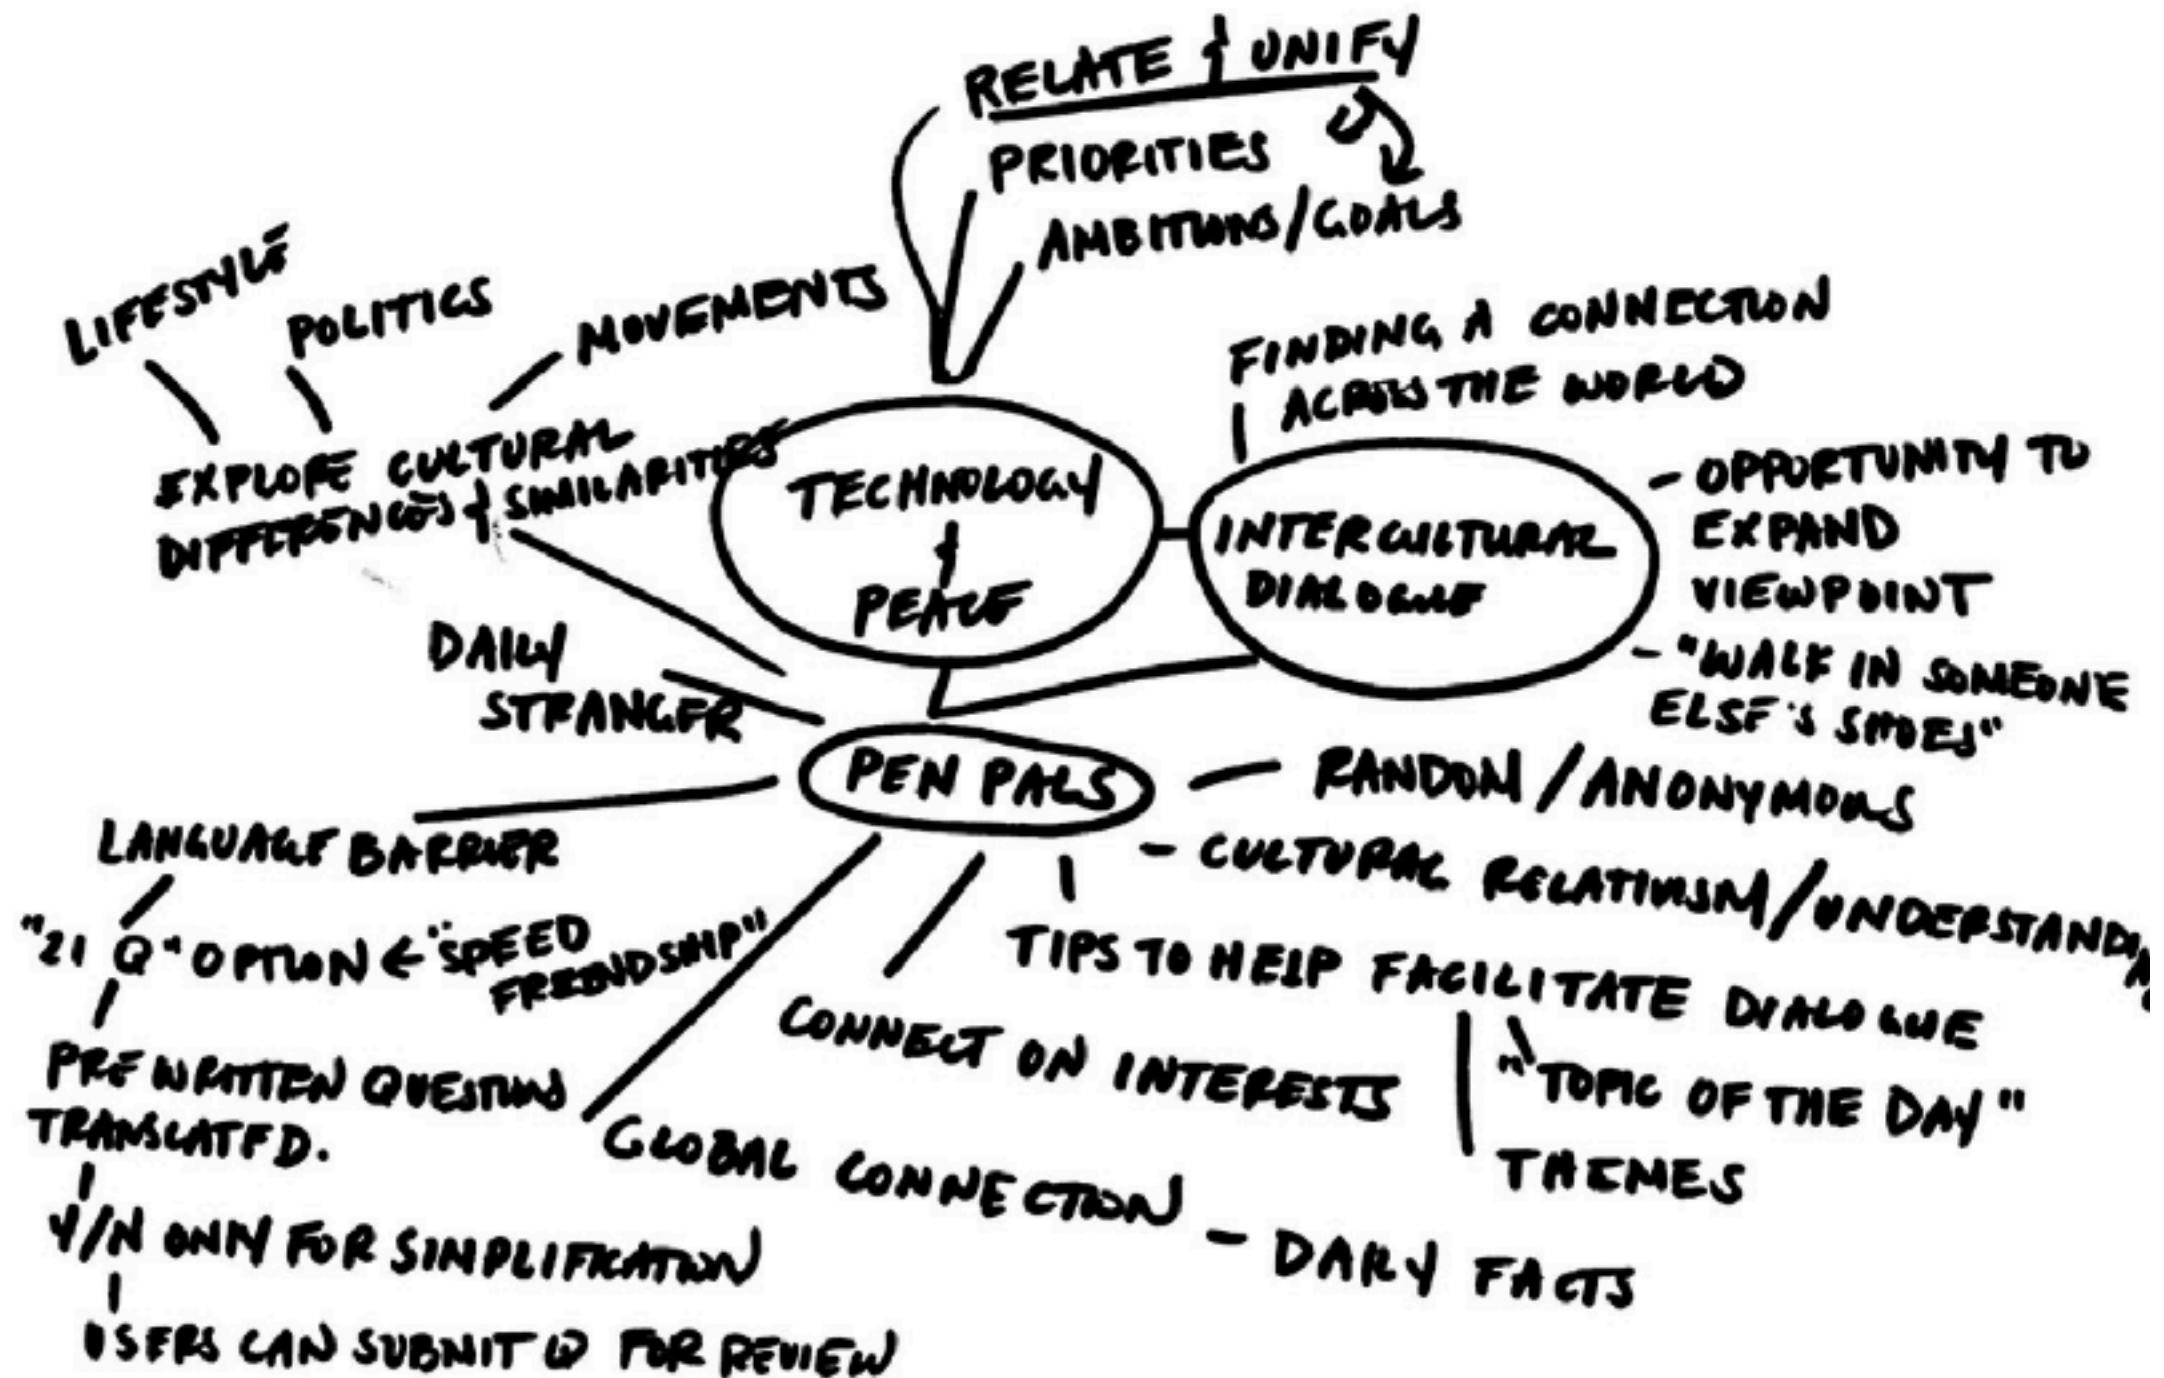 RELATE & UNIFY
PRIORITIES
AMBITIONS/GOALS
LIFESTYLE
POLITICS
MOVEMENTS
EXPLORE CULTURAL
DIFFERENCES & SIMILARITIES
TECHNOLOGY
&
PEACE
FINDING A CONNECTION
ACROSS THE WORLD
INTERCULTURAL
DIALOGUE
- OPPORTUNITY TO
EXPAND
VIEWPOINT
- "WALK IN SOMEONE
ELSE'S SHOES"
DAILY
STRANGER
PEN PALS
RANDOM/ANONYMOUS
- CULTURAL RELATIVISM/UNDERSTANDING
LANGUAGE BARRIER
"21 Q" OPTION ← "SPEED
FRIENDSHIP"
PRE WRITTEN QUESTIONS
TRANSLATED.
Y/N ONLY FOR SIMPLIFICATION
USERS CAN SUBMIT Q FOR REVIEW
TIPS TO HELP FACILITATE DIALOGUE
"TOPIC OF THE DAY"
THEMES
CONNECT ON INTERESTS
GLOBAL CONNECTION
- DAILY FACTS